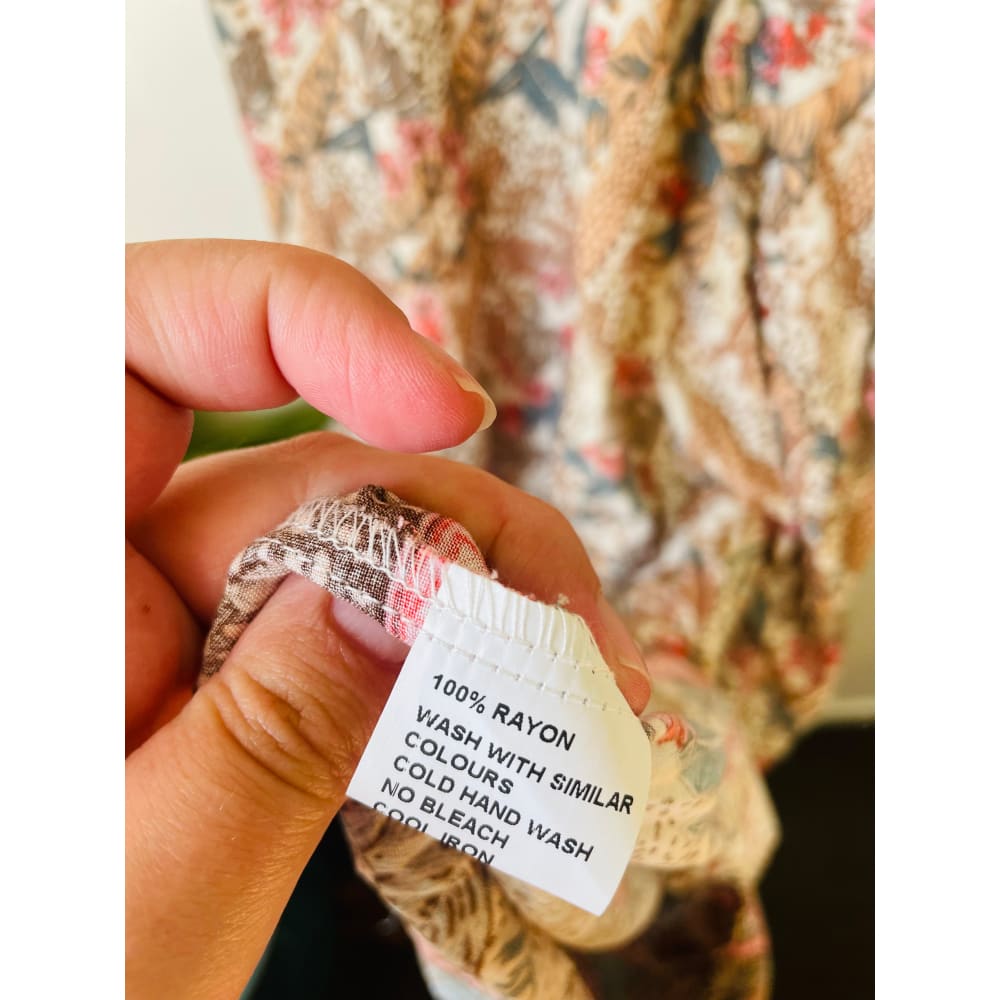 100% RAYON
WASH WITH SIMILAR
COLOURS
COLD HAND WASH
NO BLEACH
COOL IRON